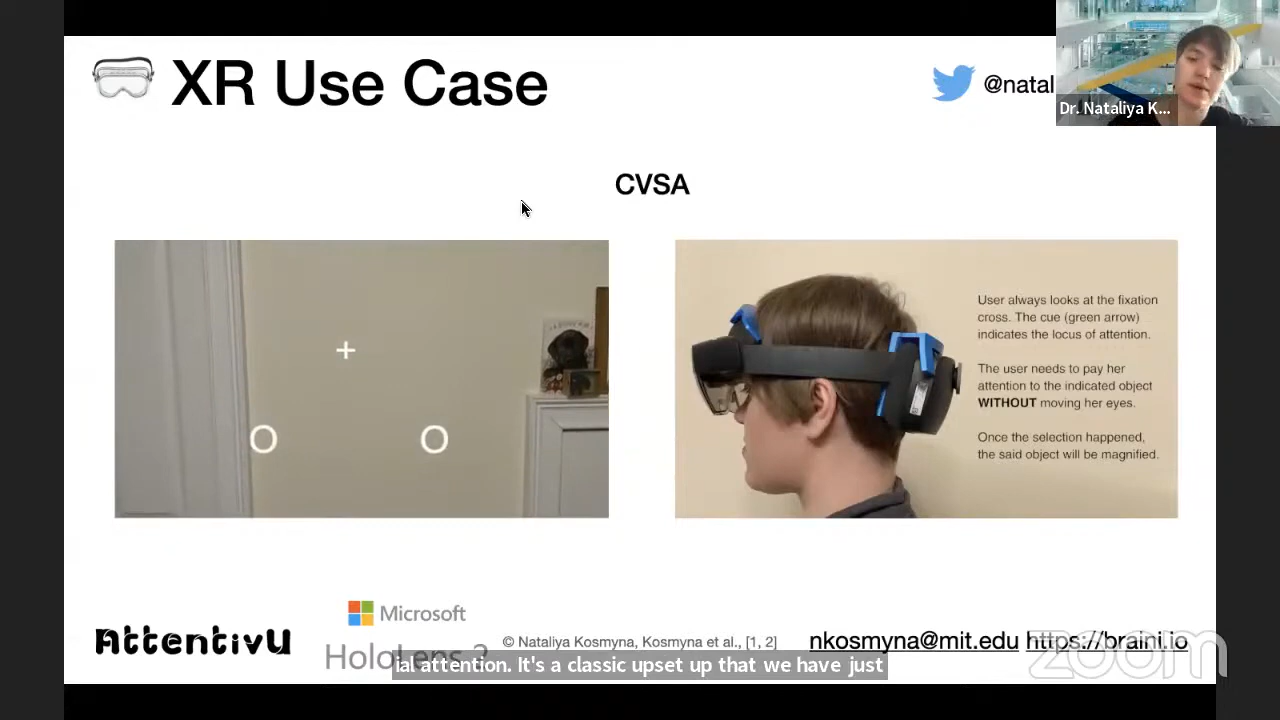 XR Use Case
@natal
Dr. Nataliya K...
CVSA
+
O O
User always looks at the fixation
cross. The cue (green arrow)
indicates the locus of attention.
The user needs to pay her
attention to the indicated object
WITHOUT moving her eyes.
Once the selection happened,
the said object will be magnified.
AttentivU
Microsoft
HoloLens 2
© Nataliya Kosmyna, Kosmyna et al., [1, 2]
nkosmyna@mit.edu https://braini.io
ial attention. It's a classic upset up that we have just
zoom